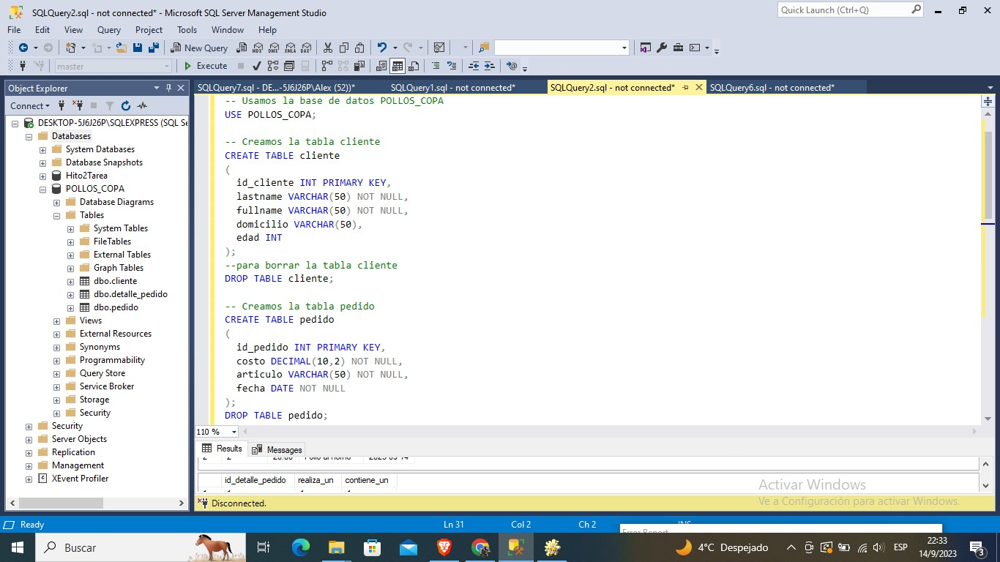 SQLQuery2.sql - not connected* - Microsoft SQL Server Management Studio
Quick Launch (Ctrl+Q)
File Edit View Query Project Tools Window Help
New Query MDX DMX XMLA DAX
master Execute
Object Explorer
SQLQuery7.sql - DE...-5J6J26P\Alex (52))* SQLQuery1.sql - not connected* SQLQuery2.sql - not connected* SQLQuery6.sql - not connected*
Connect
DESKTOP-5J6J26P\SQLEXPRESS (SQL Se
Databases
System Databases
Database Snapshots
Hito2Tarea
POLLOS_COPA
Database Diagrams
Tables
System Tables
FileTables
External Tables
Graph Tables
dbo.cliente
dbo.detalle_pedido
dbo.pedido
Views
External Resources
Synonyms
Programmability
Query Store
Service Broker
Storage
Security
Security
Server Objects
Replication
Management
XEvent Profiler
-- Usamos la base de datos POLLOS_COPA
USE POLLOS_COPA;
-- Creamos la tabla cliente
CREATE TABLE cliente
(
id_cliente INT PRIMARY KEY,
lastname VARCHAR(50) NOT NULL,
fullname VARCHAR(50) NOT NULL,
domicilio VARCHAR(50),
edad INT
);
--para borrar la tabla cliente
DROP TABLE cliente;
-- Creamos la tabla pedido
CREATE TABLE pedido
(
id_pedido INT PRIMARY KEY,
costo DECIMAL(10,2) NOT NULL,
articulo VARCHAR(50) NOT NULL,
fecha DATE NOT NULL
);
DROP TABLE pedido;
110 %
Results Messages
id_detalle_pedido realiza_un contiene_un
Activar Windows
Ve a Configuración para activar Windows.
Disconnected.
Ready Ln 31 Col 2 Ch 2 INS
Error Report
Buscar
4°C Despejado ESP
22:33
14/9/2023
3